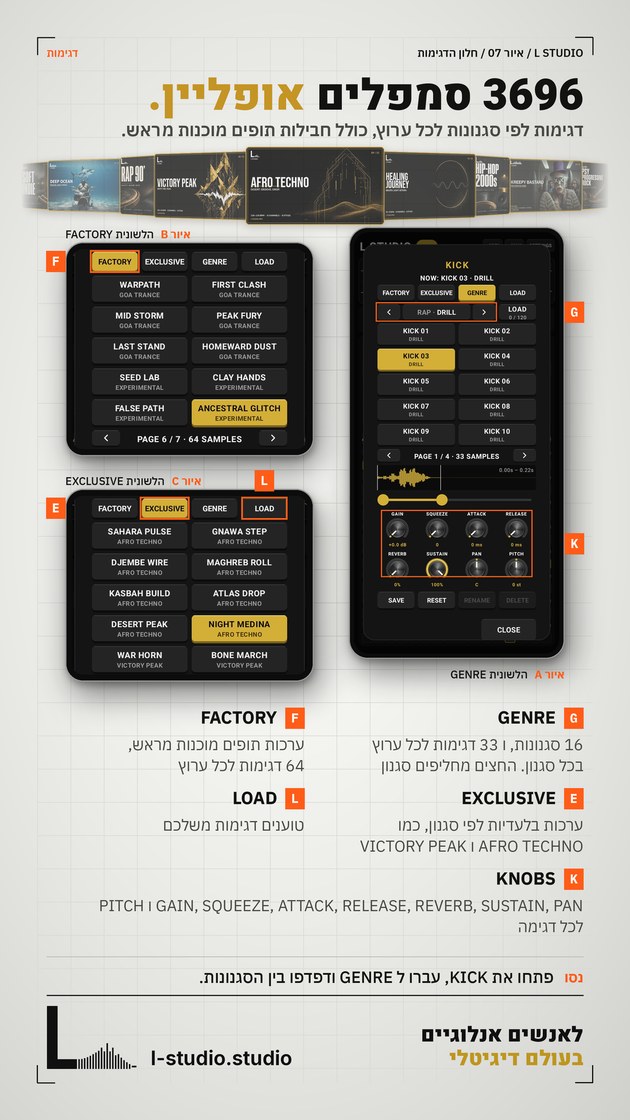 L STUDIO / איור 07 / חלון הדגימות
דגימות
3696 סמפלים אופליין.
דגימות לפי סגנונות לכל ערוץ, כולל חבילות תופים מוכנות מראש.
DEEP OCEAN
RAP 90'
VICTORY PEAK
AFRO TECHNO
HEALING JOURNEY
HIP-HOP 2000s
CREEPY BASTARD
איור B הלשונית FACTORY
F
FACTORY EXCLUSIVE GENRE LOAD
WARPATH FIRST CLASH
GOA TRANCE GOA TRANCE
MID STORM PEAK FURY
GOA TRANCE GOA TRANCE
LAST STAND HOMEWARD DUST
GOA TRANCE GOA TRANCE
SEED LAB CLAY HANDS
EXPERIMENTAL EXPERIMENTAL
FALSE PATH ANCESTRAL GLITCH
EXPERIMENTAL EXPERIMENTAL
< PAGE 6 / 7 · 64 SAMPLES >
איור C הלשונית EXCLUSIVE
L
E
FACTORY EXCLUSIVE GENRE LOAD
SAHARA PULSE GNAWA STEP
AFRO TECHNO AFRO TECHNO
DJEMBE WIRE MAGHREB ROLL
AFRO TECHNO AFRO TECHNO
KASBAH BUILD ATLAS DROP
AFRO TECHNO AFRO TECHNO
DESERT PEAK NIGHT MEDINA
AFRO TECHNO AFRO TECHNO
WAR HORN BONE MARCH
VICTORY PEAK VICTORY PEAK
L STUDIO
KICK
NOW: KICK 03 · DRILL
FACTORY EXCLUSIVE GENRE LOAD
G
< RAP · DRILL > LOAD
0 / 120
KICK 01 KICK 02
DRILL DRILL
KICK 03 KICK 04
DRILL DRILL
KICK 05 KICK 06
DRILL DRILL
KICK 07 KICK 08
DRILL DRILL
KICK 09 KICK 10
DRILL DRILL
< PAGE 1 / 4 · 33 SAMPLES >
0.00s – 0.22s
K
GAIN SQUEEZE ATTACK RELEASE
+0.0 dB 0 0 ms 0 ms
REVERB SUSTAIN PAN PITCH
0% 100% C 0 st
SAVE RESET RENAME DELETE
CLOSE
איור A הלשונית GENRE
G GENRE
16 סגנונות, ו 33 דגימות לכל ערוץ
בכל סגנון. החצים מחליפים סגנון
F FACTORY
ערכות תופים מוכנות מראש,
64 דגימות לכל ערוץ
E EXCLUSIVE
ערכות בלעדיות לפי סגנון, כמו
AFRO TECHNO ו VICTORY PEAK
L LOAD
טוענים דגימות משלכם
K KNOBS
GAIN, SQUEEZE, ATTACK, RELEASE, REVERB, SUSTAIN, PAN ו PITCH
לכל דגימה
נסו פתחו את KICK, עברו ל GENRE ודפדפו בין הסגנונות.
לאנשים אנלוגיים
בעולם דיגיטלי
L
l-studio.studio